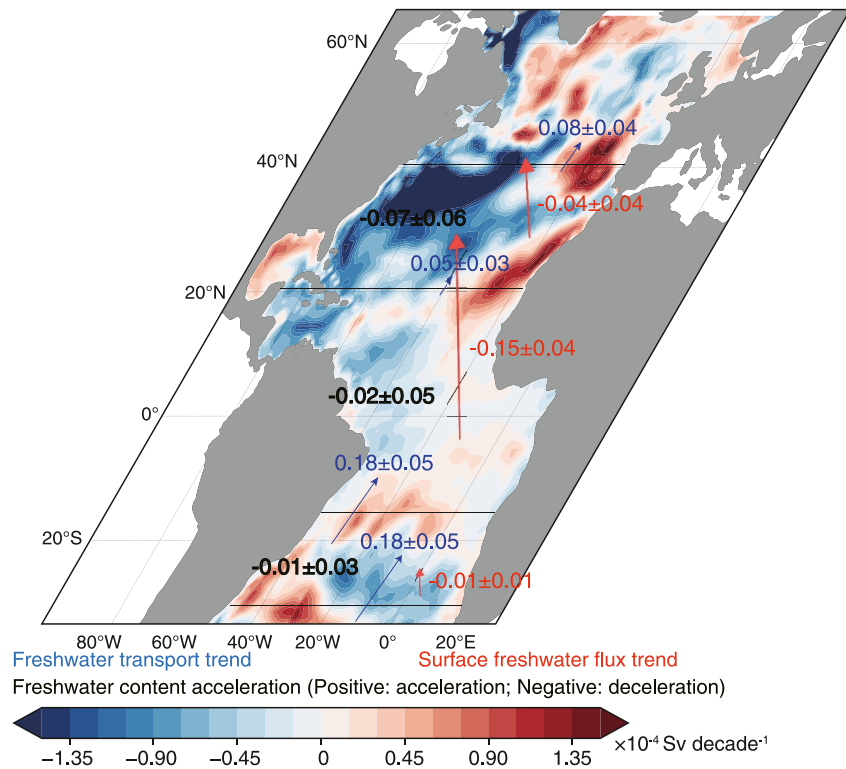 60°N
0.08±0.04
40°N
-0.04±0.04
-0.07±0.06
0.05±0.03
20°N
-0.15±0.04
-0.02±0.05
0°
0.18±0.05
20°S
0.18±0.05
-0.01±0.03
-0.01±0.01
80°W 60°W 40°W 20°W 0° 20°E
Freshwater transport trend Surface freshwater flux trend
Freshwater content acceleration (Positive: acceleration; Negative: deceleration)
×10⁻⁴ Sv decade⁻¹
−1.35 −0.90 −0.45 0 0.45 0.90 1.35